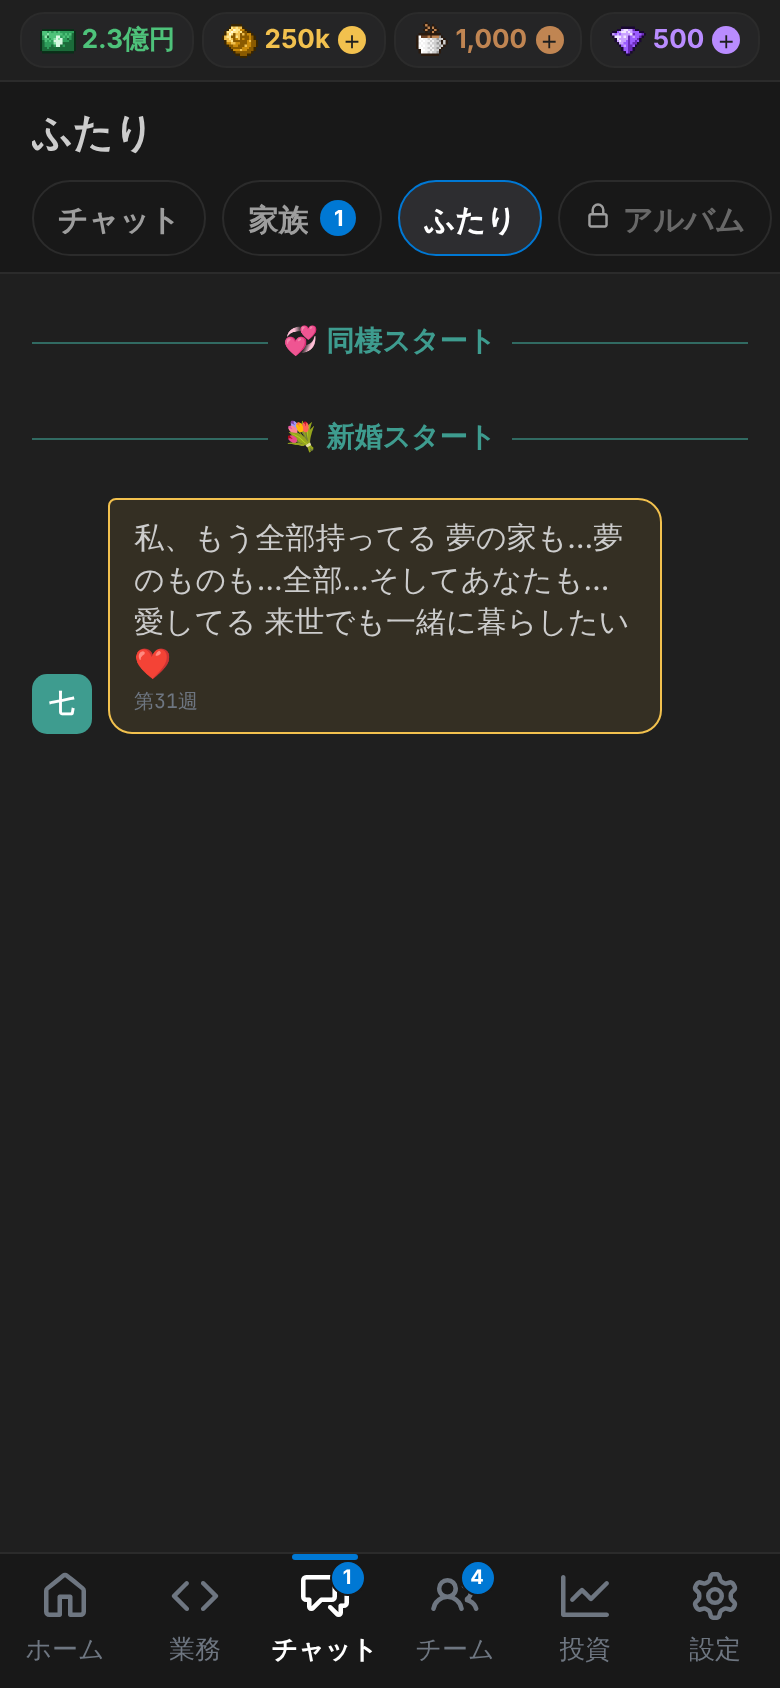 2.3億円 250k + 1,000 + 500 +
ふたり
チャット 家族 1 ふたり アルバム
同棲スタート
新婚スタート
私、もう全部持ってる 夢の家も...夢
のものも...全部...そしてあなたも...
愛してる 来世でも一緒に暮らしたい
第31週
七
1 4
ホーム 業務 チャット チーム 投資 設定